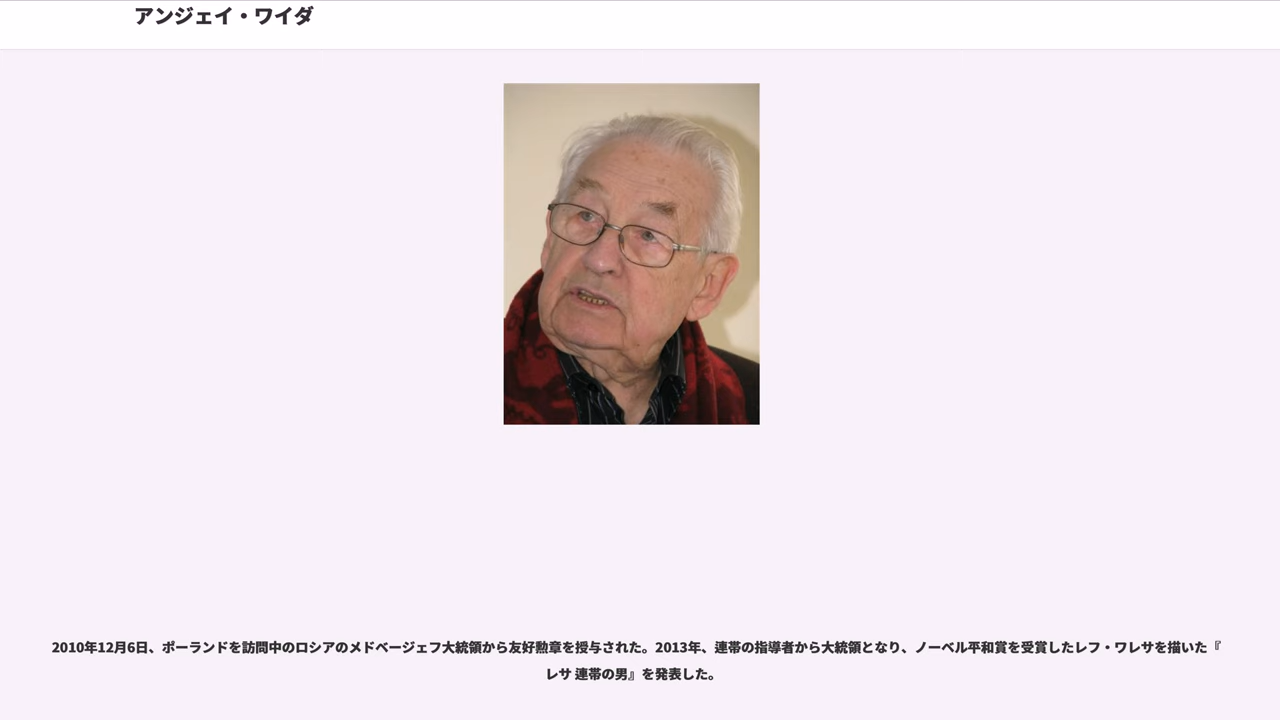 アンジェイ・ワイダ
2010年12月6日、ポーランドを訪問中のロシアのメドベージェフ大統領から友好勲章を授与された。2013年、連帯の指導者から大統領となり、ノーベル平和賞を受賞したレフ・ワレサを描いた『
レサ 連帯の男』を発表した。